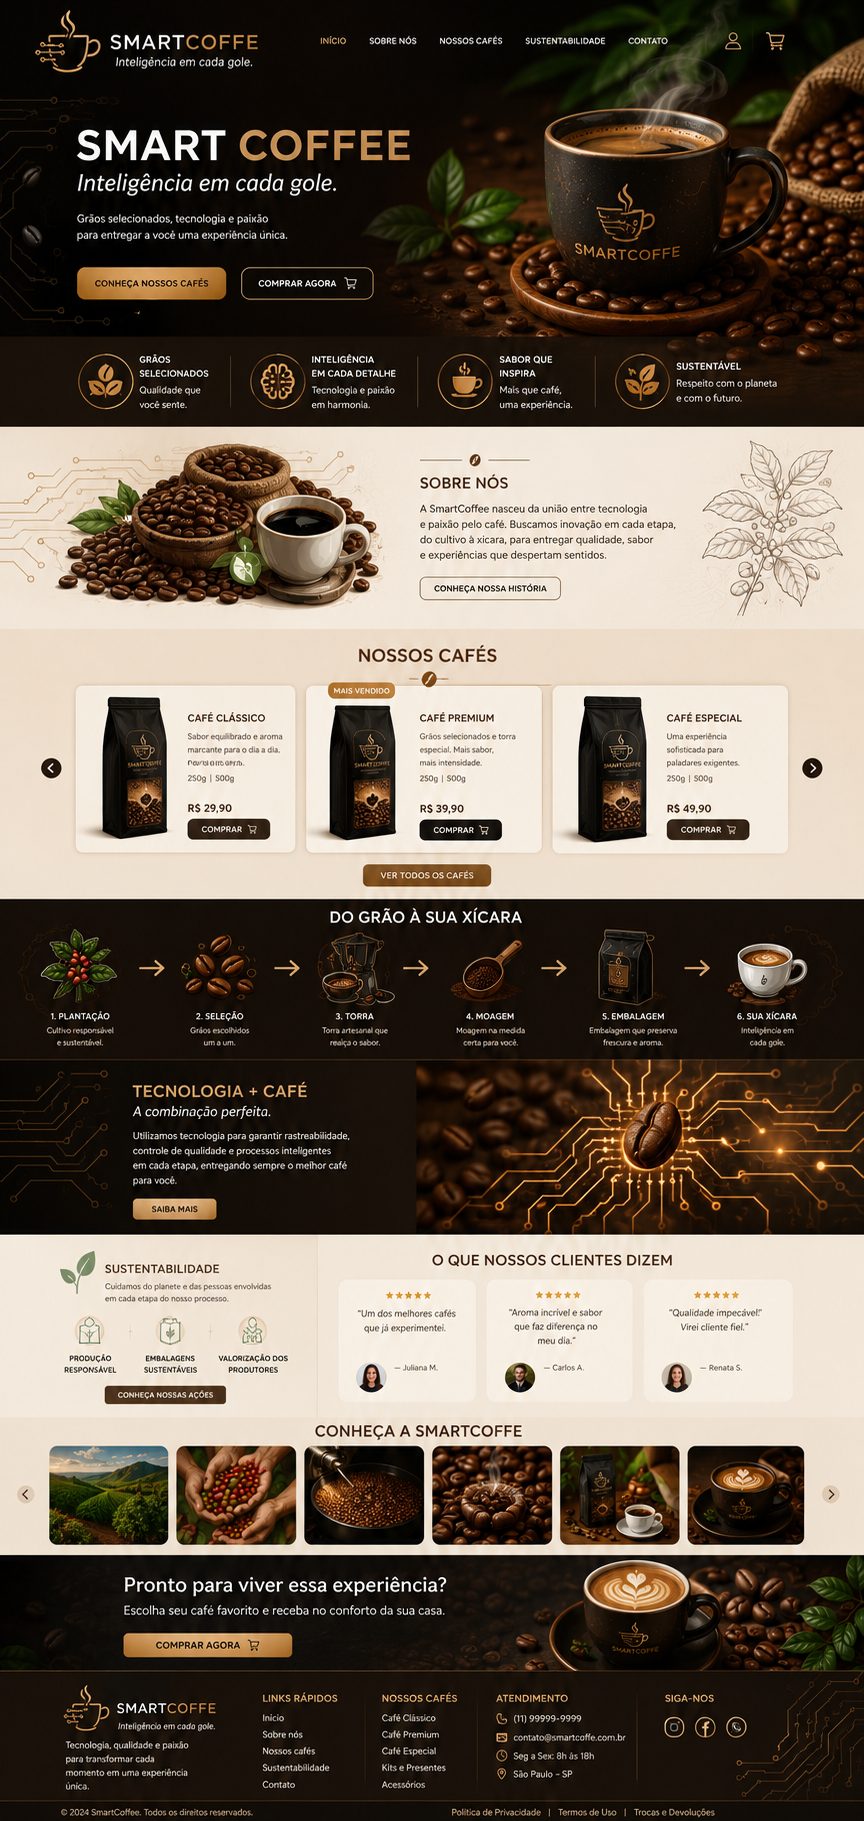 SMARTCOFFE
Inteligência em cada gole.
INÍCIO
SOBRE NÓS
NOSSOS CAFÉS
SUSTENTABILIDADE
CONTATO
SMART COFFEE
Inteligência em cada gole.
Grãos selecionados, tecnologia e paixão
para entregar a você uma experiência única.
CONHEÇA NOSSOS CAFÉS
COMPRAR AGORA
SMARTCOFFE
GRÃOS
SELECIONADOS
Qualidade que
você sente.
INTELIGÊNCIA
EM CADA DETALHE
Tecnologia e paixão
em harmonia.
SABOR QUE
INSPIRA
Mais que café,
uma experiência.
SUSTENTÁVEL
Respeito com o planeta
e com o futuro.
SOBRE NÓS
A SmartCoffee nasceu da união entre tecnologia
e paixão pelo café. Buscamos inovação em cada etapa,
do cultivo à xícara, para entregar qualidade, sabor
e experiências que despertam sentidos.
CONHEÇA NOSSA HISTÓRIA
NOSSOS CAFÉS
SMARTCOFFE
CAFÉ CLÁSSICO
Sabor equilibrado e aroma
marcante para o dia a dia.
250g | 500g
R$ 29,90
COMPRAR
MAIS VENDIDO
SMARTCOFFE
CAFÉ PREMIUM
Grãos selecionados e torra
especial. Mais sabor,
mais intensidade.
250g | 500g
R$ 39,90
COMPRAR
SMARTCOFFE
CAFÉ ESPECIAL
Uma experiência
sofisticada para
paladares exigentes.
250g | 500g
R$ 49,90
COMPRAR
VER TODOS OS CAFÉS
DO GRÃO À SUA XÍCARA
1. PLANTAÇÃO
Cultivo responsável
e sustentável.
2. SELEÇÃO
Grãos escolhidos
um a um.
3. TORRA
Torra artesanal que
realça o sabor.
4. MOAGEM
Moagem na medida
certa para você.
5. EMBALAGEM
Embalagem que preserva
frescura e aroma.
6. SUA XÍCARA
Inteligência em
cada gole.
TECNOLOGIA + CAFÉ
A combinação perfeita.
Utilizamos tecnologia para garantir rastreabilidade,
controle de qualidade e processos inteligentes
em cada etapa, entregando sempre o melhor café
para você.
SAIBA MAIS
SUSTENTABILIDADE
Cuidamos do planete e das pessoas envolvidas
em cada etapa do nosso processo.
PRODUÇÃO
RESPONSÁVEL
EMBALAGENS
SUSTENTÁVEIS
VALORIZAÇÃO DOS
PRODUTORES
CONHEÇA NOSSAS AÇÕES
O QUE NOSSOS CLIENTES DIZEM
"Um dos melhores cafés
que já experimentei.
— Juliana M.
"Aroma incrível e sabor
que faz diferença no
meu dia."
— Carlos A.
"Qualidade impecável!"
Virei cliente fiel."
— Renata S.
CONHEÇA A SMARTCOFFE
Pronto para viver essa experiência?
Escolha seu café favorito e receba no conforto da sua casa.
COMPRAR AGORA
SMARTCOFFE
SMARTCOFFE
Inteligência em cada gole.
Tecnologia, qualidade e paixão
para transformar cada
momento em uma experiência
única.
LINKS RÁPIDOS
Início
Sobre nós
Nossos cafés
Sustentabilidade
Contato
NOSSOS CAFÉS
Café Clássico
Café Premium
Café Especial
Kits e Presentes
Acessórios
ATENDIMENTO
(11) 99999-9999
contato@smartcoffe.com.br
Seg a Sex: 8h às 18h
São Paulo – SP
SIGA-NOS
© 2024 SmartCoffee. Todos os direitos reservados.
Política de Privacidade | Termos de Uso | Trocas e Devoluções